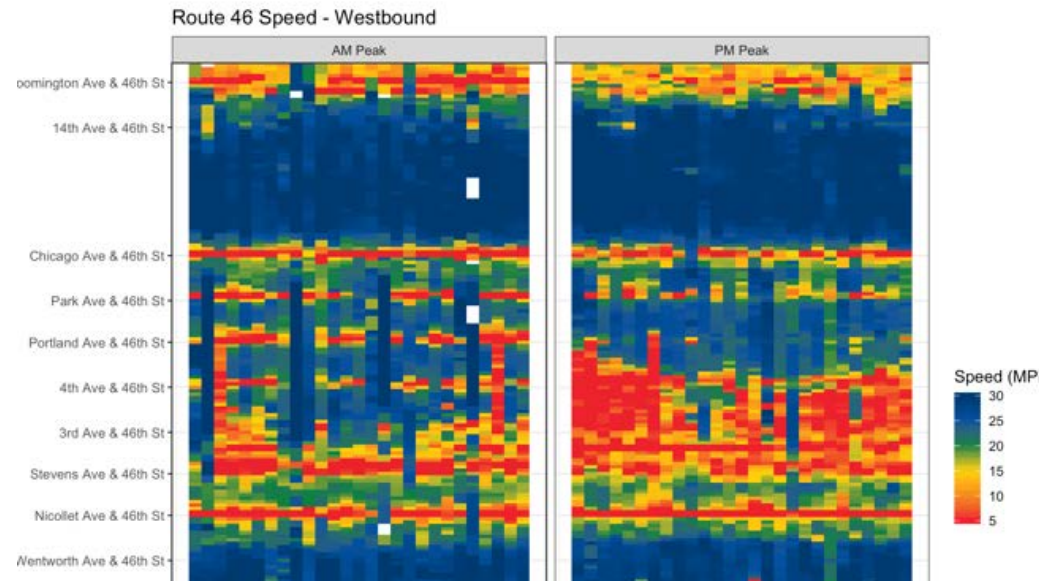 Route 46 Speed - Westbound
AM Peak
PM Peak
oomington Ave & 46th St
14th Ave & 46th St
Chicago Ave & 46th St
Park Ave & 46th St
Portland Ave & 46th St
4th Ave & 46th St
3rd Ave & 46th St
Stevens Ave & 46th St
Nicollet Ave & 46th St
Wentworth Ave & 46th St
Speed (MP
30
25
20
15
10
5